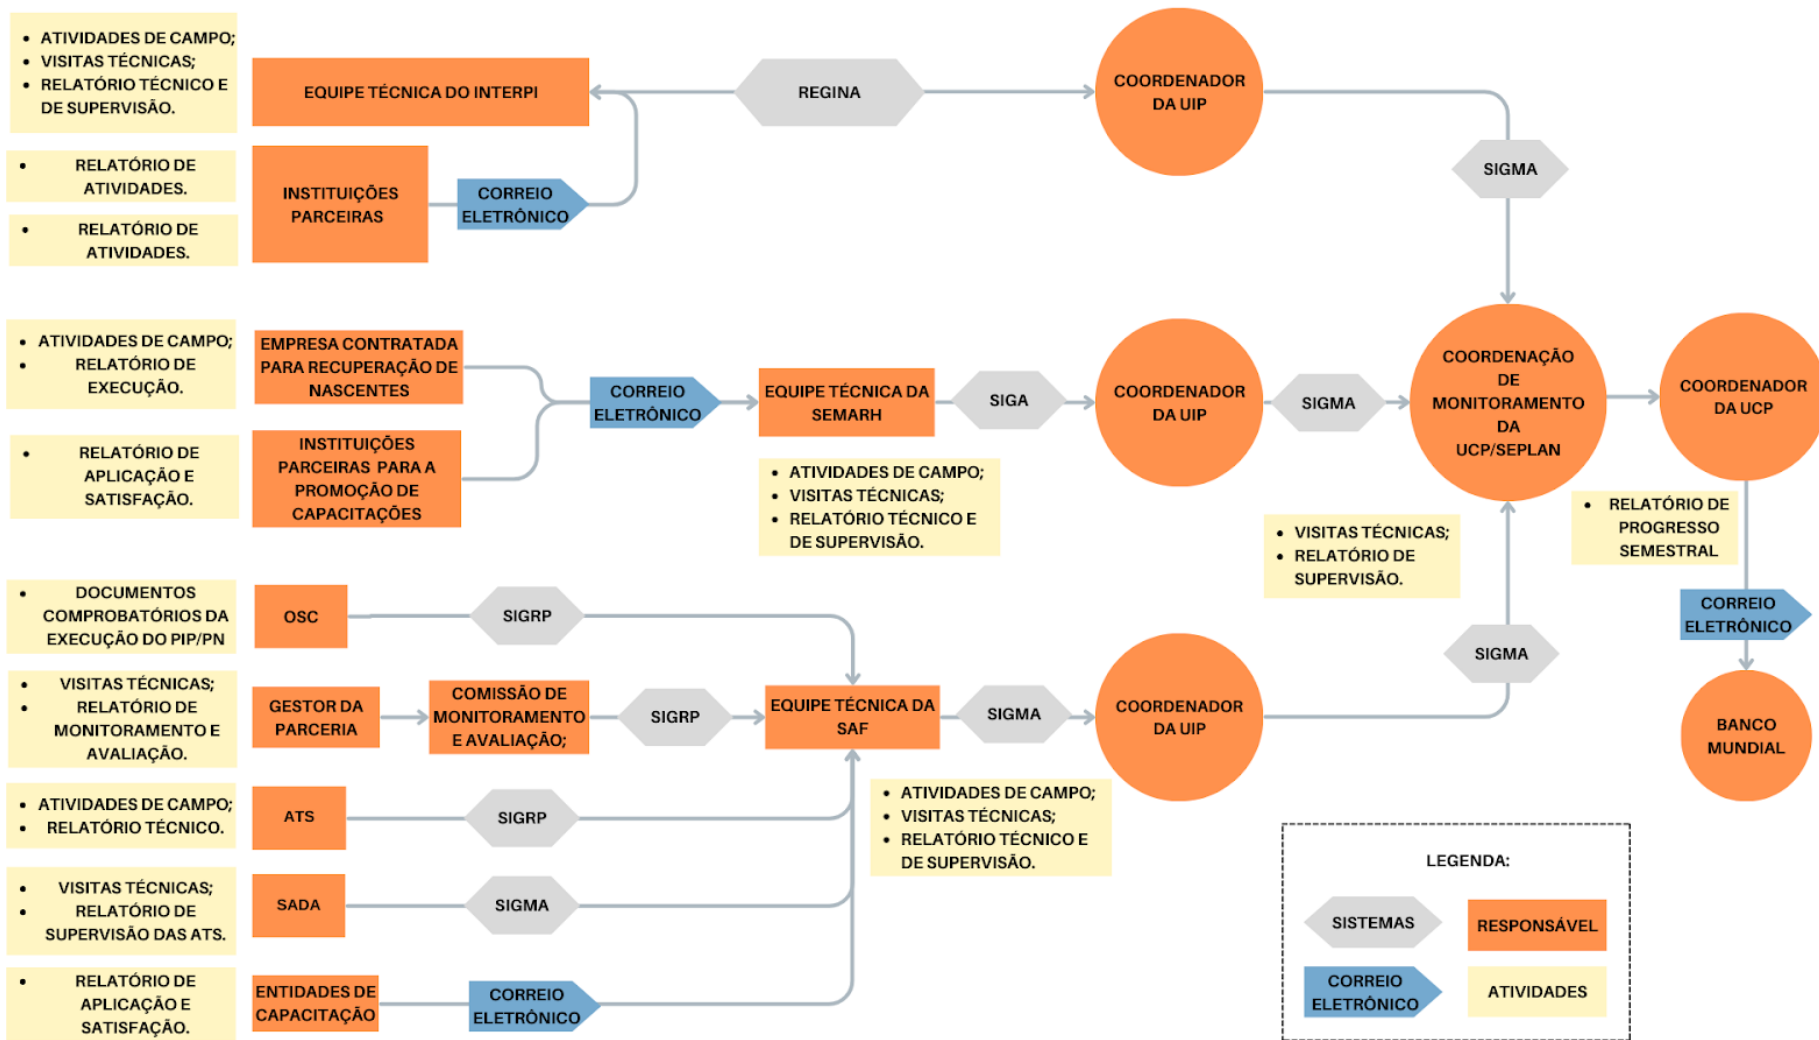 • ATIVIDADES DE CAMPO;
• VISITAS TÉCNICAS;
• RELATÓRIO TÉCNICO E
DE SUPERVISÃO.
EQUIPE TÉCNICA DO INTERPI
REGINA
COORDENADOR
DA UIP
SIGMA
• RELATÓRIO DE
ATIVIDADES.
• RELATÓRIO DE
ATIVIDADES.
INSTITUIÇÕES
PARCEIRAS
CORREIO
ELETRÔNICO
• ATIVIDADES DE CAMPO;
• RELATÓRIO DE
EXECUÇÃO.
EMPRESA CONTRATADA
PARA RECUPERAÇÃO DE
NASCENTES
• RELATÓRIO DE
APLICAÇÃO E
SATISFAÇÃO.
INSTITUIÇÕES
PARCEIRAS PARA A
PROMOÇÃO DE
CAPACITAÇÕES
CORREIO
ELETRÔNICO
EQUIPE TÉCNICA DA
SEMARH
• ATIVIDADES DE CAMPO;
• VISITAS TÉCNICAS;
• RELATÓRIO TÉCNICO E
DE SUPERVISÃO.
SIGA
COORDENADOR
DA UIP
SIGMA
COORDENAÇÃO
DE
MONITORAMENTO
DA
UCP/SEPLAN
COORDENADOR
DA UCP
• VISITAS TÉCNICAS;
• RELATÓRIO DE
SUPERVISÃO.
• RELATÓRIO DE
PROGRESSO
SEMESTRAL
CORREIO
ELETRÔNICO
BANCO
MUNDIAL
• DOCUMENTOS
COMPROBATÓRIOS DA
EXECUÇÃO DO PIP/PN
OSC
SIGRP
• VISITAS TÉCNICAS;
• RELATÓRIO DE
MONITORAMENTO E
AVALIAÇÃO.
GESTOR DA
PARCERIA
COMISSÃO DE
MONITORAMENTO
E AVALIAÇÃO;
SIGRP
EQUIPE TÉCNICA DA
SAF
SIGMA
COORDENADOR
DA UIP
SIGMA
• ATIVIDADES DE CAMPO;
• VISITAS TÉCNICAS;
• RELATÓRIO TÉCNICO E
DE SUPERVISÃO.
• ATIVIDADES DE CAMPO;
• RELATÓRIO TÉCNICO.
ATS
SIGRP
• VISITAS TÉCNICAS;
• RELATÓRIO DE
SUPERVISÃO DAS ATS.
SADA
SIGMA
• RELATÓRIO DE
APLICAÇÃO E
SATISFAÇÃO.
ENTIDADES DE
CAPACITAÇÃO
CORREIO
ELETRÔNICO
LEGENDA:
SISTEMAS
RESPONSÁVEL
CORREIO
ELETRÔNICO
ATIVIDADES